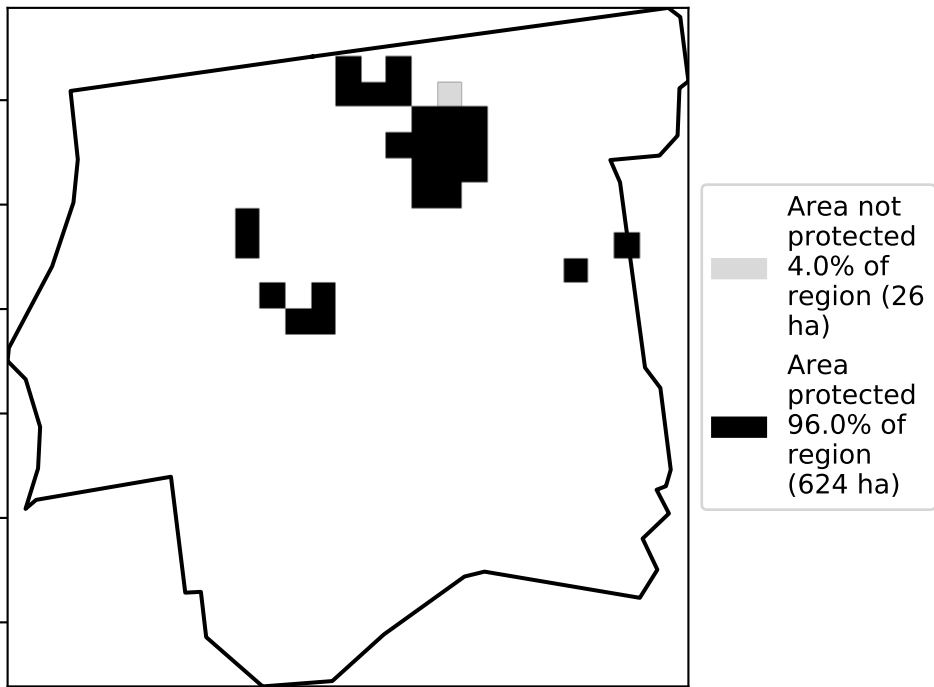 Area not
protected
4.0% of
region (26
ha)
Area
protected
96.0% of
region
(624 ha)